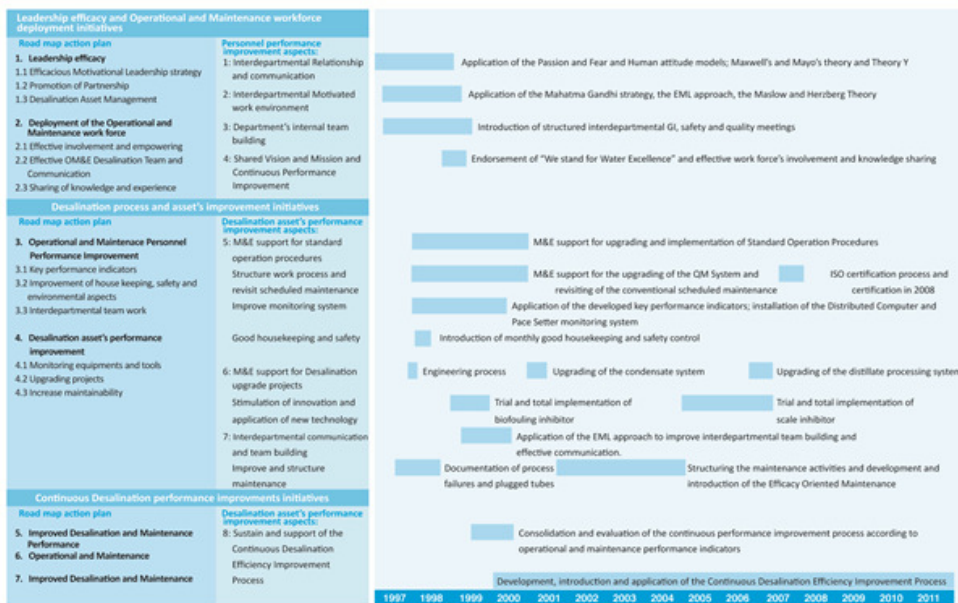 Leadership efficacy and Operational and Maintenance workforce
deployment initiatives
Road map action plan
1. Leadership efficacy
1.1 Efficacious Motivational Leadership strategy
1.2 Promotion of Partnership
1.3 Desalination Asset Management
2. Deployment of the Operational and
Maintenance work force
2.1 Effective involvement and empowering
2.2 Effective OM&E Desalination Team and
Communication
2.3 Sharing of knowledge and experience
Personnel performance
improvement aspects:
1: Interdepartmental Relationship
and communication
2: Interdepartmental Motivated
work environment
3: Department's internal team
building
4: Shared Vision and Mission and
Continuous Performance
Improvement
Application of the Passion and Fear and Human attitude models; Maxwell's and Mayo's theory and Theory Y
Application of the Mahatma Gandhi strategy, the EML approach, the Maslow and Herzberg Theory
Introduction of structured interdepartmental GI, safety and quality meetings
Endorsement of "We stand for Water Excellence" and effective work force's involvement and knowledge sharing
Desalination process and asset's improvement initiatives
Road map action plan
3. Operational and Maintenace Personnel
Performance Improvement
3.1 Key performance indicators
3.2 Improvement of house keeping, safety and
environmental aspects
3.3 Interdepartmental team work
4. Desalination asset's performance
improvement
4.1 Monitoring equipments and tools
4.2 Upgrading projects
4.3 Increase maintainability
Desalination asset's performance
improvement aspects:
5: M&E support for standard
operation procedures
Structure work process and
revisit scheduled maintenance
Improve monitoring system
Good housekeeping and safety
6: M&E support for Desalination
upgrade projects
Stimulation of innovation and
application of new technology
7: Interdepartmental communication
and team building
Improve and structure
maintenance
M&E support for upgrading and implementation of Standard Operation Procedures
M&E support for the upgrading of the QM System and
revisiting of the conventional scheduled maintenance
ISO certification process and
certification in 2008
Application of the developed key performance indicators; installation of the Distributed Computer and
Pace Setter monitoring system
Introduction of monthly good housekeeping and safety control
Engineering process
Upgrading of the condensate system
Upgrading of the distillate processing system
Trial and total implementation of
biofouling inhibitor
Trial and total implementation of
scale inhibitor
Application of the EML approach to improve interdepartmental team building and
effective communication.
Documentation of process
failures and plugged tubes
Structuring the maintenance activities and development and
introduction of the Efficacy Oriented Maintenance
Continuous Desalination performance improvments initiatives
Road map action plan
5. Improved Desalination and Maintenance
Performance
6. Operational and Maintenance
7. Improved Desalination and Maintenance
Desalination asset's performance
improvement aspects:
8: Sustain and support of the
Continuous Desalination
Efficiency Improvement
Process
Consolidation and evaluation of the continuous performance improvement process according to
operational and maintenance performance indicators
Development, introduction and application of the Continuous Desalination Efficiency Improvement Process
1997 1998 1999 2000 2001 2002 2003 2004 2005 2006 2007 2008 2009 2010 2011